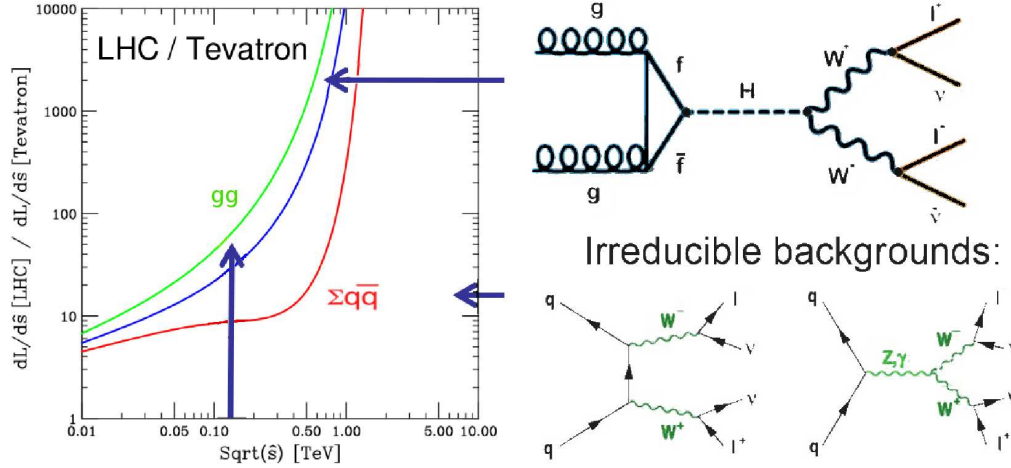 LHC / Tevatron
dL/dŝ [LHC] / dL/dŝ [Tevatron]
10000
1000
100
10
1
gg
Σqq̅
0.01
0.05
0.10
0.50
1.00
5.00
10.00
Sqrt(ŝ) [TeV]
g
g
f
f̅
H
W⁺
W⁻
l⁺
ν
l⁻
ν̅
Irreducible backgrounds:
q
q
W⁻
W⁺
l
ν
ν
l⁺
q
q
Z,γ
W⁻
W⁺
l
ν
ν
l⁺